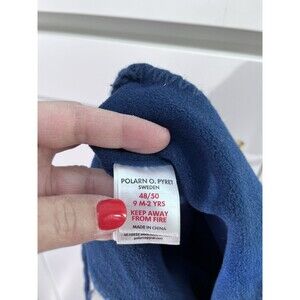 POLARN O. PYRET
SWEDEN
48/50
9 M-2 YRS
KEEP AWAY
FROM FIRE
MADE IN CHINA